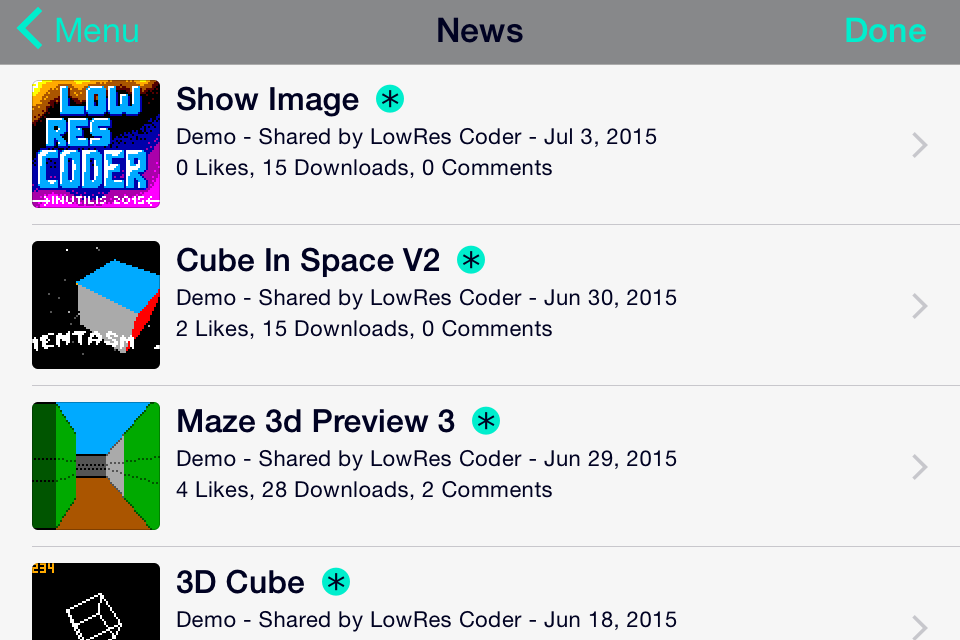 Menu
News
Done
LOW
RES
CODER
INUTILIS 2015
Show Image
Demo - Shared by LowRes Coder - Jul 3, 2015
0 Likes, 15 Downloads, 0 Comments
Cube In Space V2
Demo - Shared by LowRes Coder - Jun 30, 2015
2 Likes, 15 Downloads, 0 Comments
MENTASM
Maze 3d Preview 3
Demo - Shared by LowRes Coder - Jun 29, 2015
4 Likes, 28 Downloads, 2 Comments
234
3D Cube
Demo - Shared by LowRes Coder - Jun 18, 2015